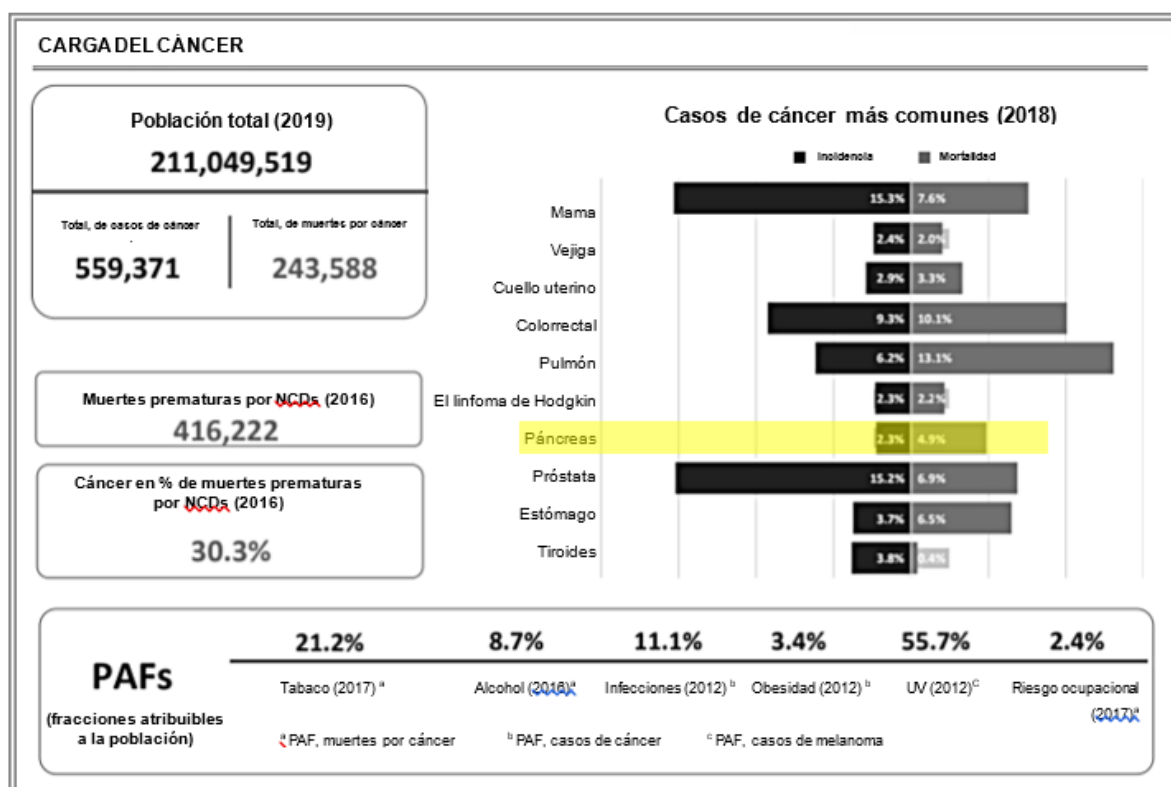 CARGA DEL CÁNCER
Población total (2019)
211,049,519
Total, de casos de cáncer
559,371
Total, de muertes por cáncer
243,588
Muertes prematuras por NCDs (2016)
416,222
Cáncer en % de muertes prematuras
por NCDs (2016)
30.3%
Casos de cáncer más comunes (2018)
Incidencia Mortalidad
Mama 15.3% 7.6%
Vejiga 2.4% 2.0%
Cuello uterino 2.9% 3.3%
Colorrectal 9.3% 10.1%
Pulmón 6.2% 13.1%
El linfoma de Hodgkin 2.3% 2.2%
Páncreas 2.3% 4.9%
Próstata 15.2% 6.9%
Estómago 3.7% 6.5%
Tiroides 3.8% 0.4%
PAFs
(fracciones atribuibles
a la población)
21.2% 8.7% 11.1% 3.4% 55.7% 2.4%
Tabaco (2017) a Alcohol (2016)a Infecciones (2012) b Obesidad (2012) b UV (2012)C Riesgo ocupacional
(2017)a
a PAF, muertes por cáncer b PAF, casos de cáncer c PAF, casos de melanoma